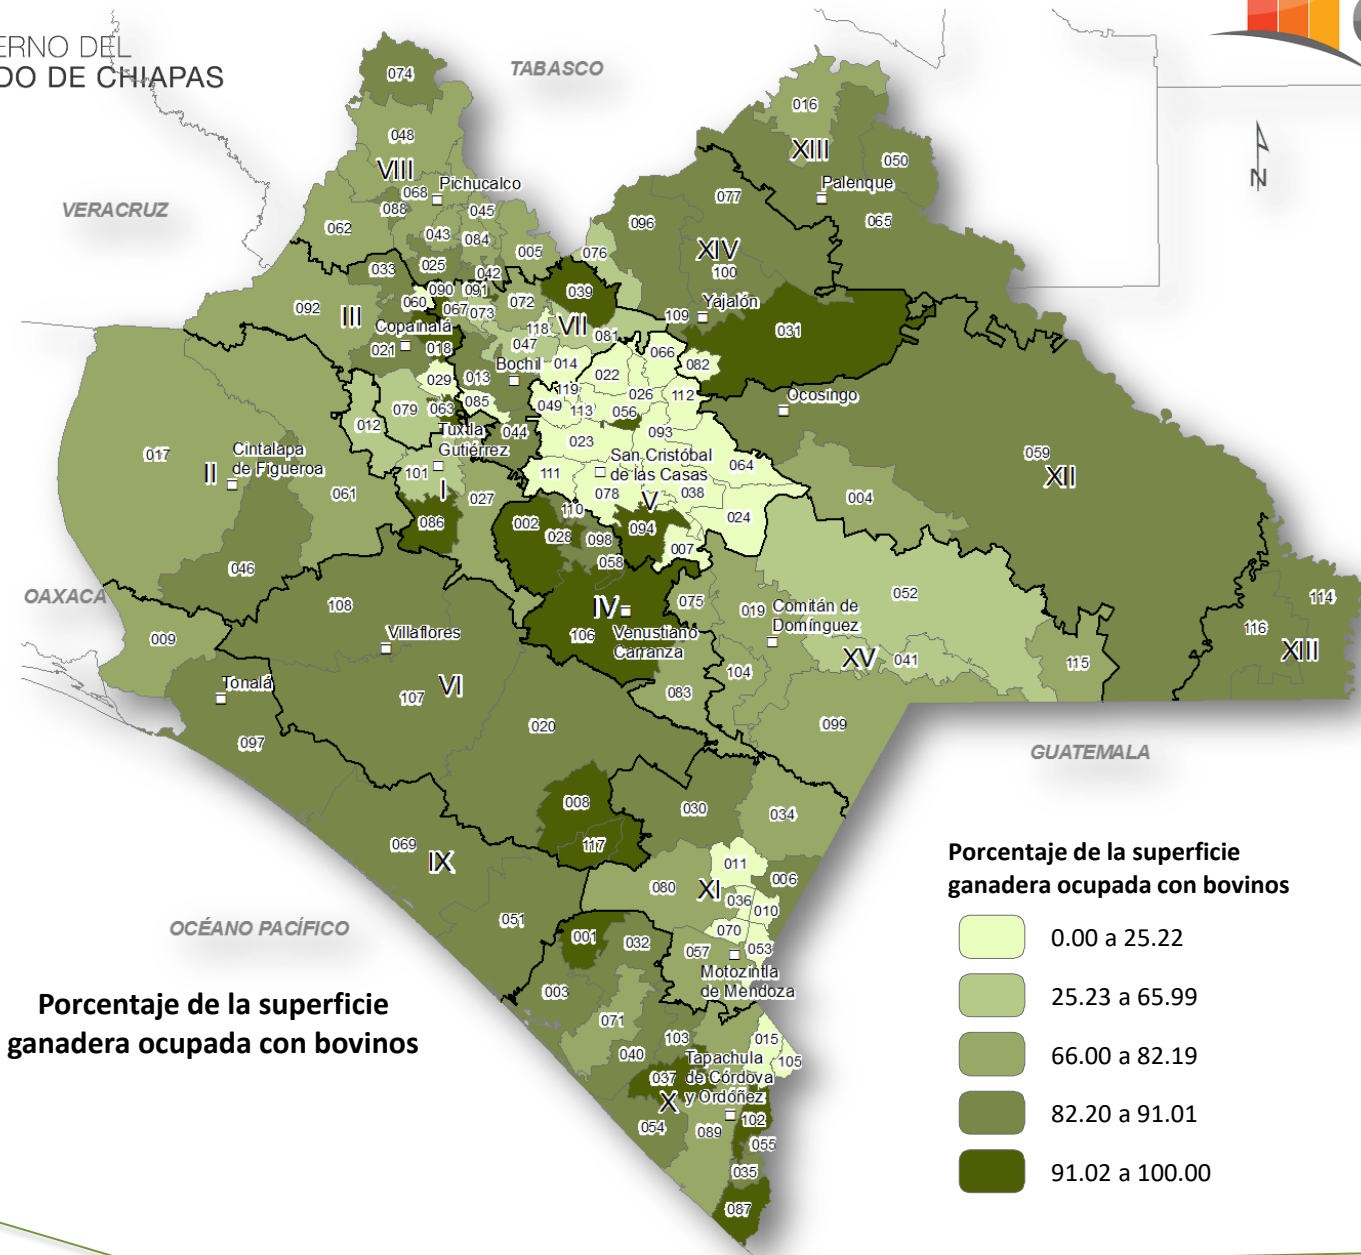 ERNO DEL
DO DE CHIAPAS
TABASCO
N
VERACRUZ
OAXACA
GUATEMALA
OCÉANO PACÍFICO
074
048
VIII
068
Pichucalco
088
045
062
043
084
005
025
042
033
076
092
III
060
090
091
067
073
072
039
Copainalá
021
018
118
VII
081
047
029
013
Bochil
014
079
063
085
012
Tuxtla
Gutiérrez
044
101
I
027
086
016
XIII
050
Palenque
065
077
096
XIV
100
109
Yajalón
031
066
082
022
026
112
119
049
113
056
093
023
San Cristóbal
de las Casas
064
111
078
V
038
024
110
094
007
Ocosingo
059
XII
004
052
017
II
Cintalapa
de Figueroa
061
046
002
028
098
058
IV
106
Venustiano
Carranza
075
019
Comitán de
Domínguez
XV
041
104
115
083
099
114
116
XIII
108
009
Villaflores
Tonalá
107
VI
097
020
008
117
030
034
069
IX
051
011
006
080
XI
036
010
070
053
057
Motozintla
de Mendoza
001
032
003
071
103
015
105
040
Tapachula
de Córdova
y Ordóñez
037
X
102
054
089
055
035
087
Porcentaje de la superficie
ganadera ocupada con bovinos
Porcentaje de la superficie
ganadera ocupada con bovinos
0.00 a 25.22
25.23 a 65.99
66.00 a 82.19
82.20 a 91.01
91.02 a 100.00